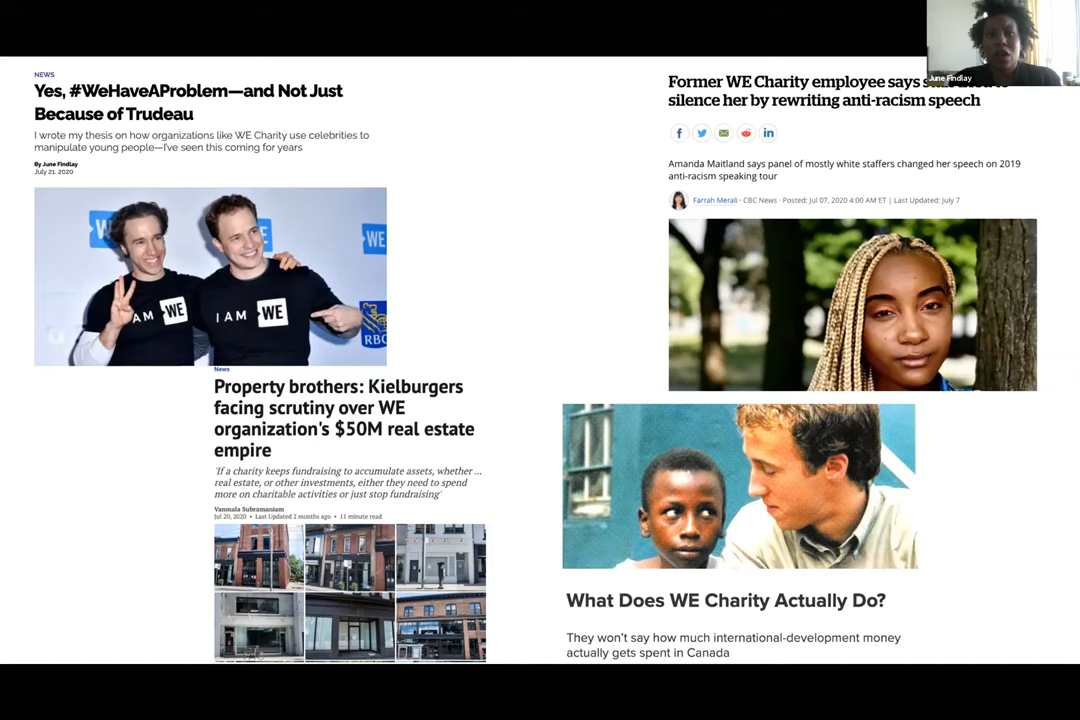 NEWS
Yes, #WeHaveAProblem—and Not Just
Because of Trudeau
I wrote my thesis on how organizations like WE Charity use celebrities to
manipulate young people—I've seen this coming for years
By June Findlay
July 21, 2020
WE
WE
WE
I AM WE
AM WE
RBC
News
Property brothers: Kielburgers
facing scrutiny over WE
organization's $50M real estate
empire
'If a charity keeps fundraising to accumulate assets, whether ...
real estate, or other investments, either they need to spend
more on charitable activities or just stop fundraising'
Vanmala Subramaniam
Jul 20, 2020 • Last Updated 2 months ago • 11 minute read
June Findlay
Former WE Charity employee says
silence her by rewriting anti-racism speech
Amanda Maitland says panel of mostly white staffers changed her speech on 2019
anti-racism speaking tour
Farrah Merali · CBC News · Posted: Jul 07, 2020 4:00 AM ET | Last Updated: July 7
What Does WE Charity Actually Do?
They won't say how much international-development money
actually gets spent in Canada